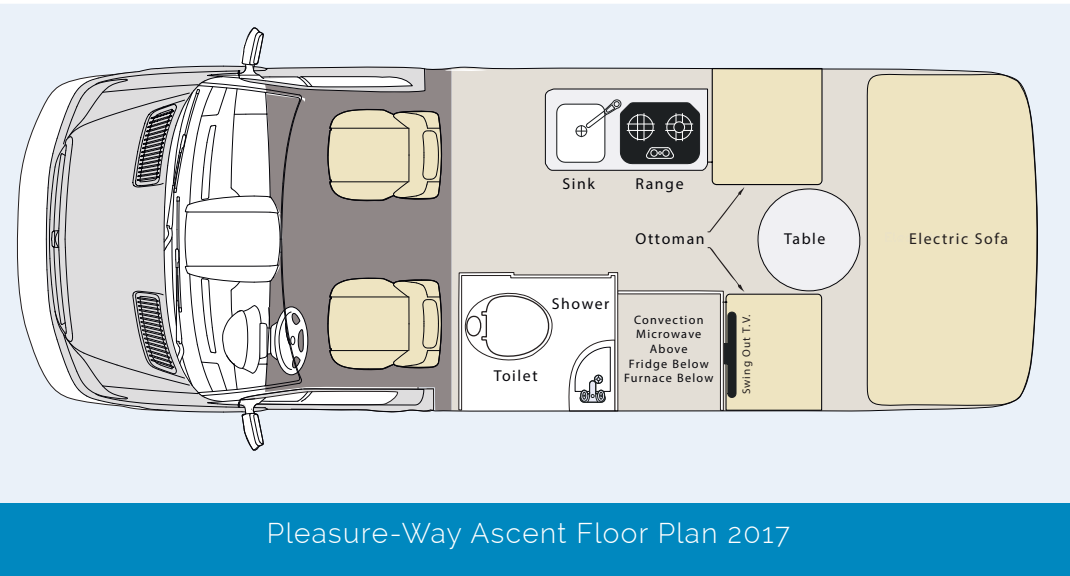 Sink
Range
Ottoman
Table
Electric Sofa
Shower
Toilet
Convection
Microwave
Above
Fridge Below
Furnace Below
Swing Out T.V.
Pleasure-Way Ascent Floor Plan 2017